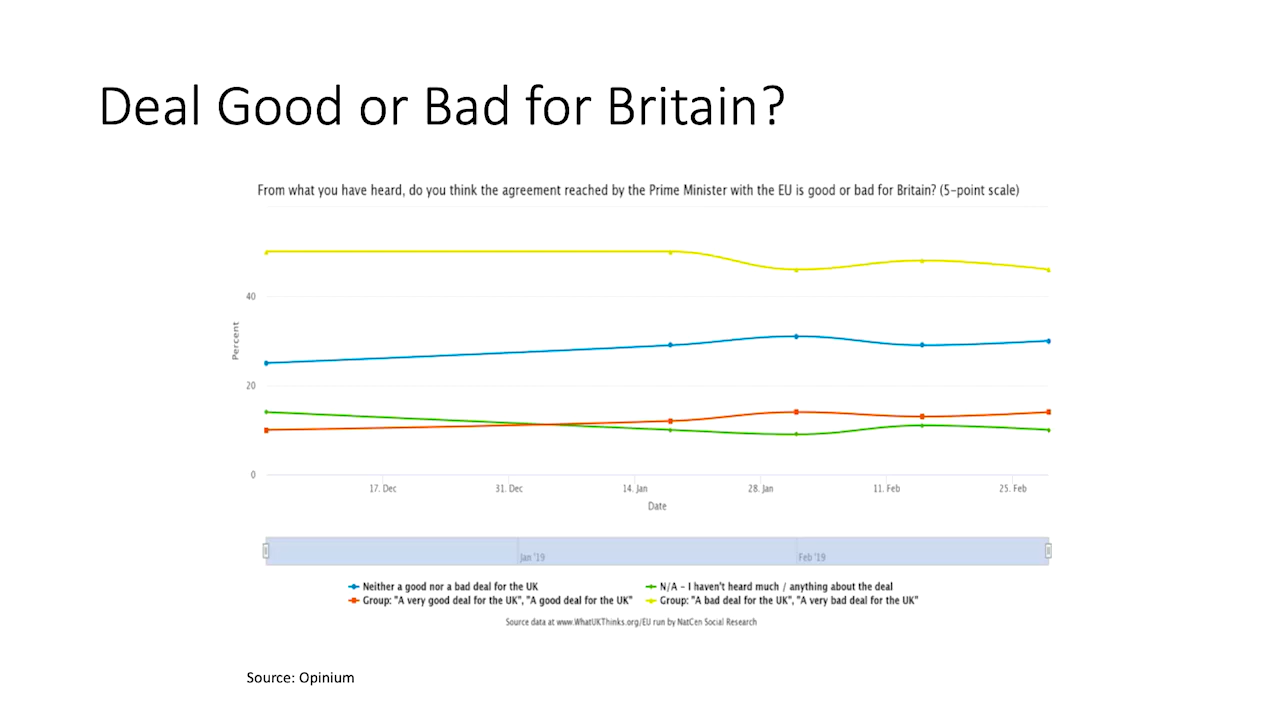 Deal Good or Bad for Britain?
From what you have heard, do you think the agreement reached by the Prime Minister with the EU is good or bad for Britain? (5-point scale)
40
20
0
Percent
17. Dec
31. Dec
14. Jan
28. Jan
11. Feb
25. Feb
Date
Jan '19
Feb '19
Neither a good nor a bad deal for the UK
N/A - I haven't heard much / anything about the deal
Group: "A very good deal for the UK", "A good deal for the UK"
Group: "A bad deal for the UK", "A very bad deal for the UK"
Source data at www.WhatUKThinks.org/EU run by NatCen Social Research
Source: Opinium